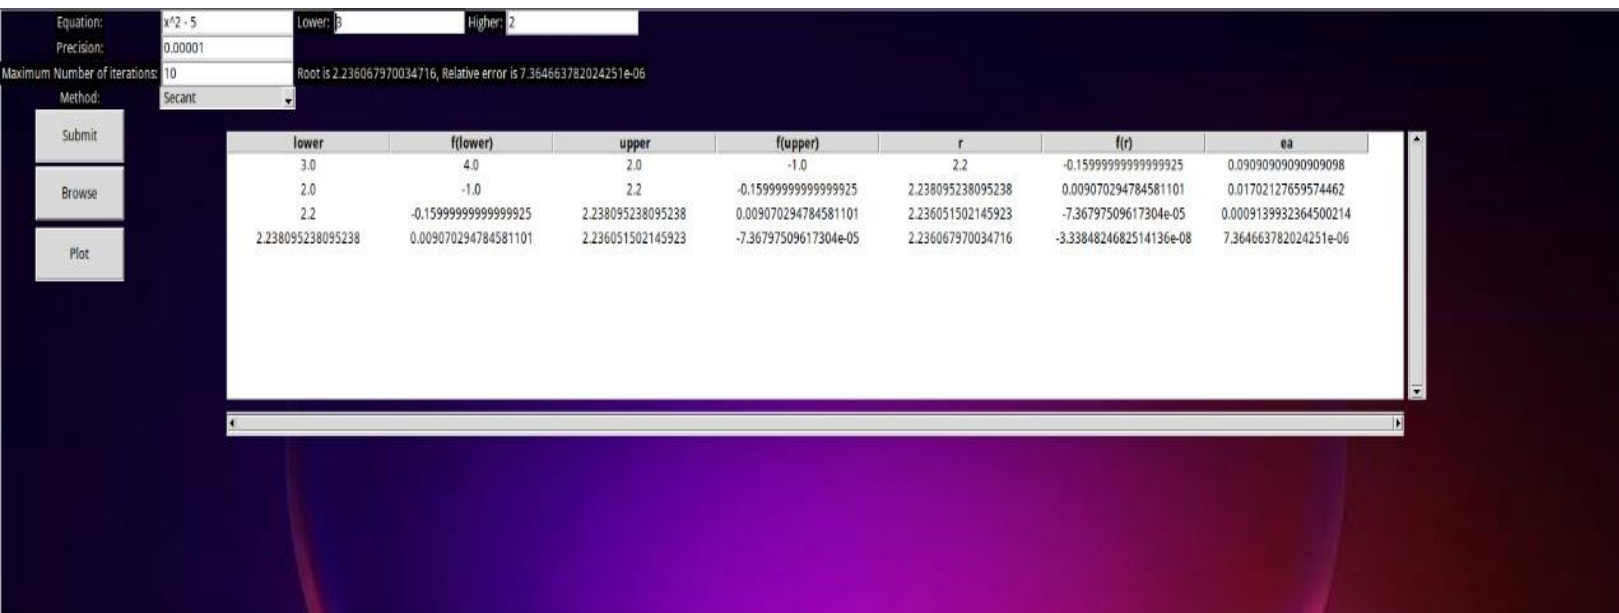 Equation: x^2 - 5 Lower: 3 Higher: 2
Precision: 0.00001
Maximum Number of iterations: 10 Root is 2.236067970034716, Relative error is 7.364663782024251e-06
Method: Secant
Submit
Browse
Plot
lower f(lower) upper f(upper) r f(r) ea
3.0 4.0 2.0 -1.0 2.2 -0.15999999999999925 0.09090909090909098
2.0 -1.0 2.2 -0.15999999999999925 2.238095238095238 0.009070294784581101 0.01702127659574462
2.2 -0.15999999999999925 2.238095238095238 0.009070294784581101 2.236051502145923 -7.36797509617304e-05 0.0009139932364500214
2.238095238095238 0.009070294784581101 2.236051502145923 -7.36797509617304e-05 2.236067970034716 -3.3384824682514136e-08 7.364663782024251e-06